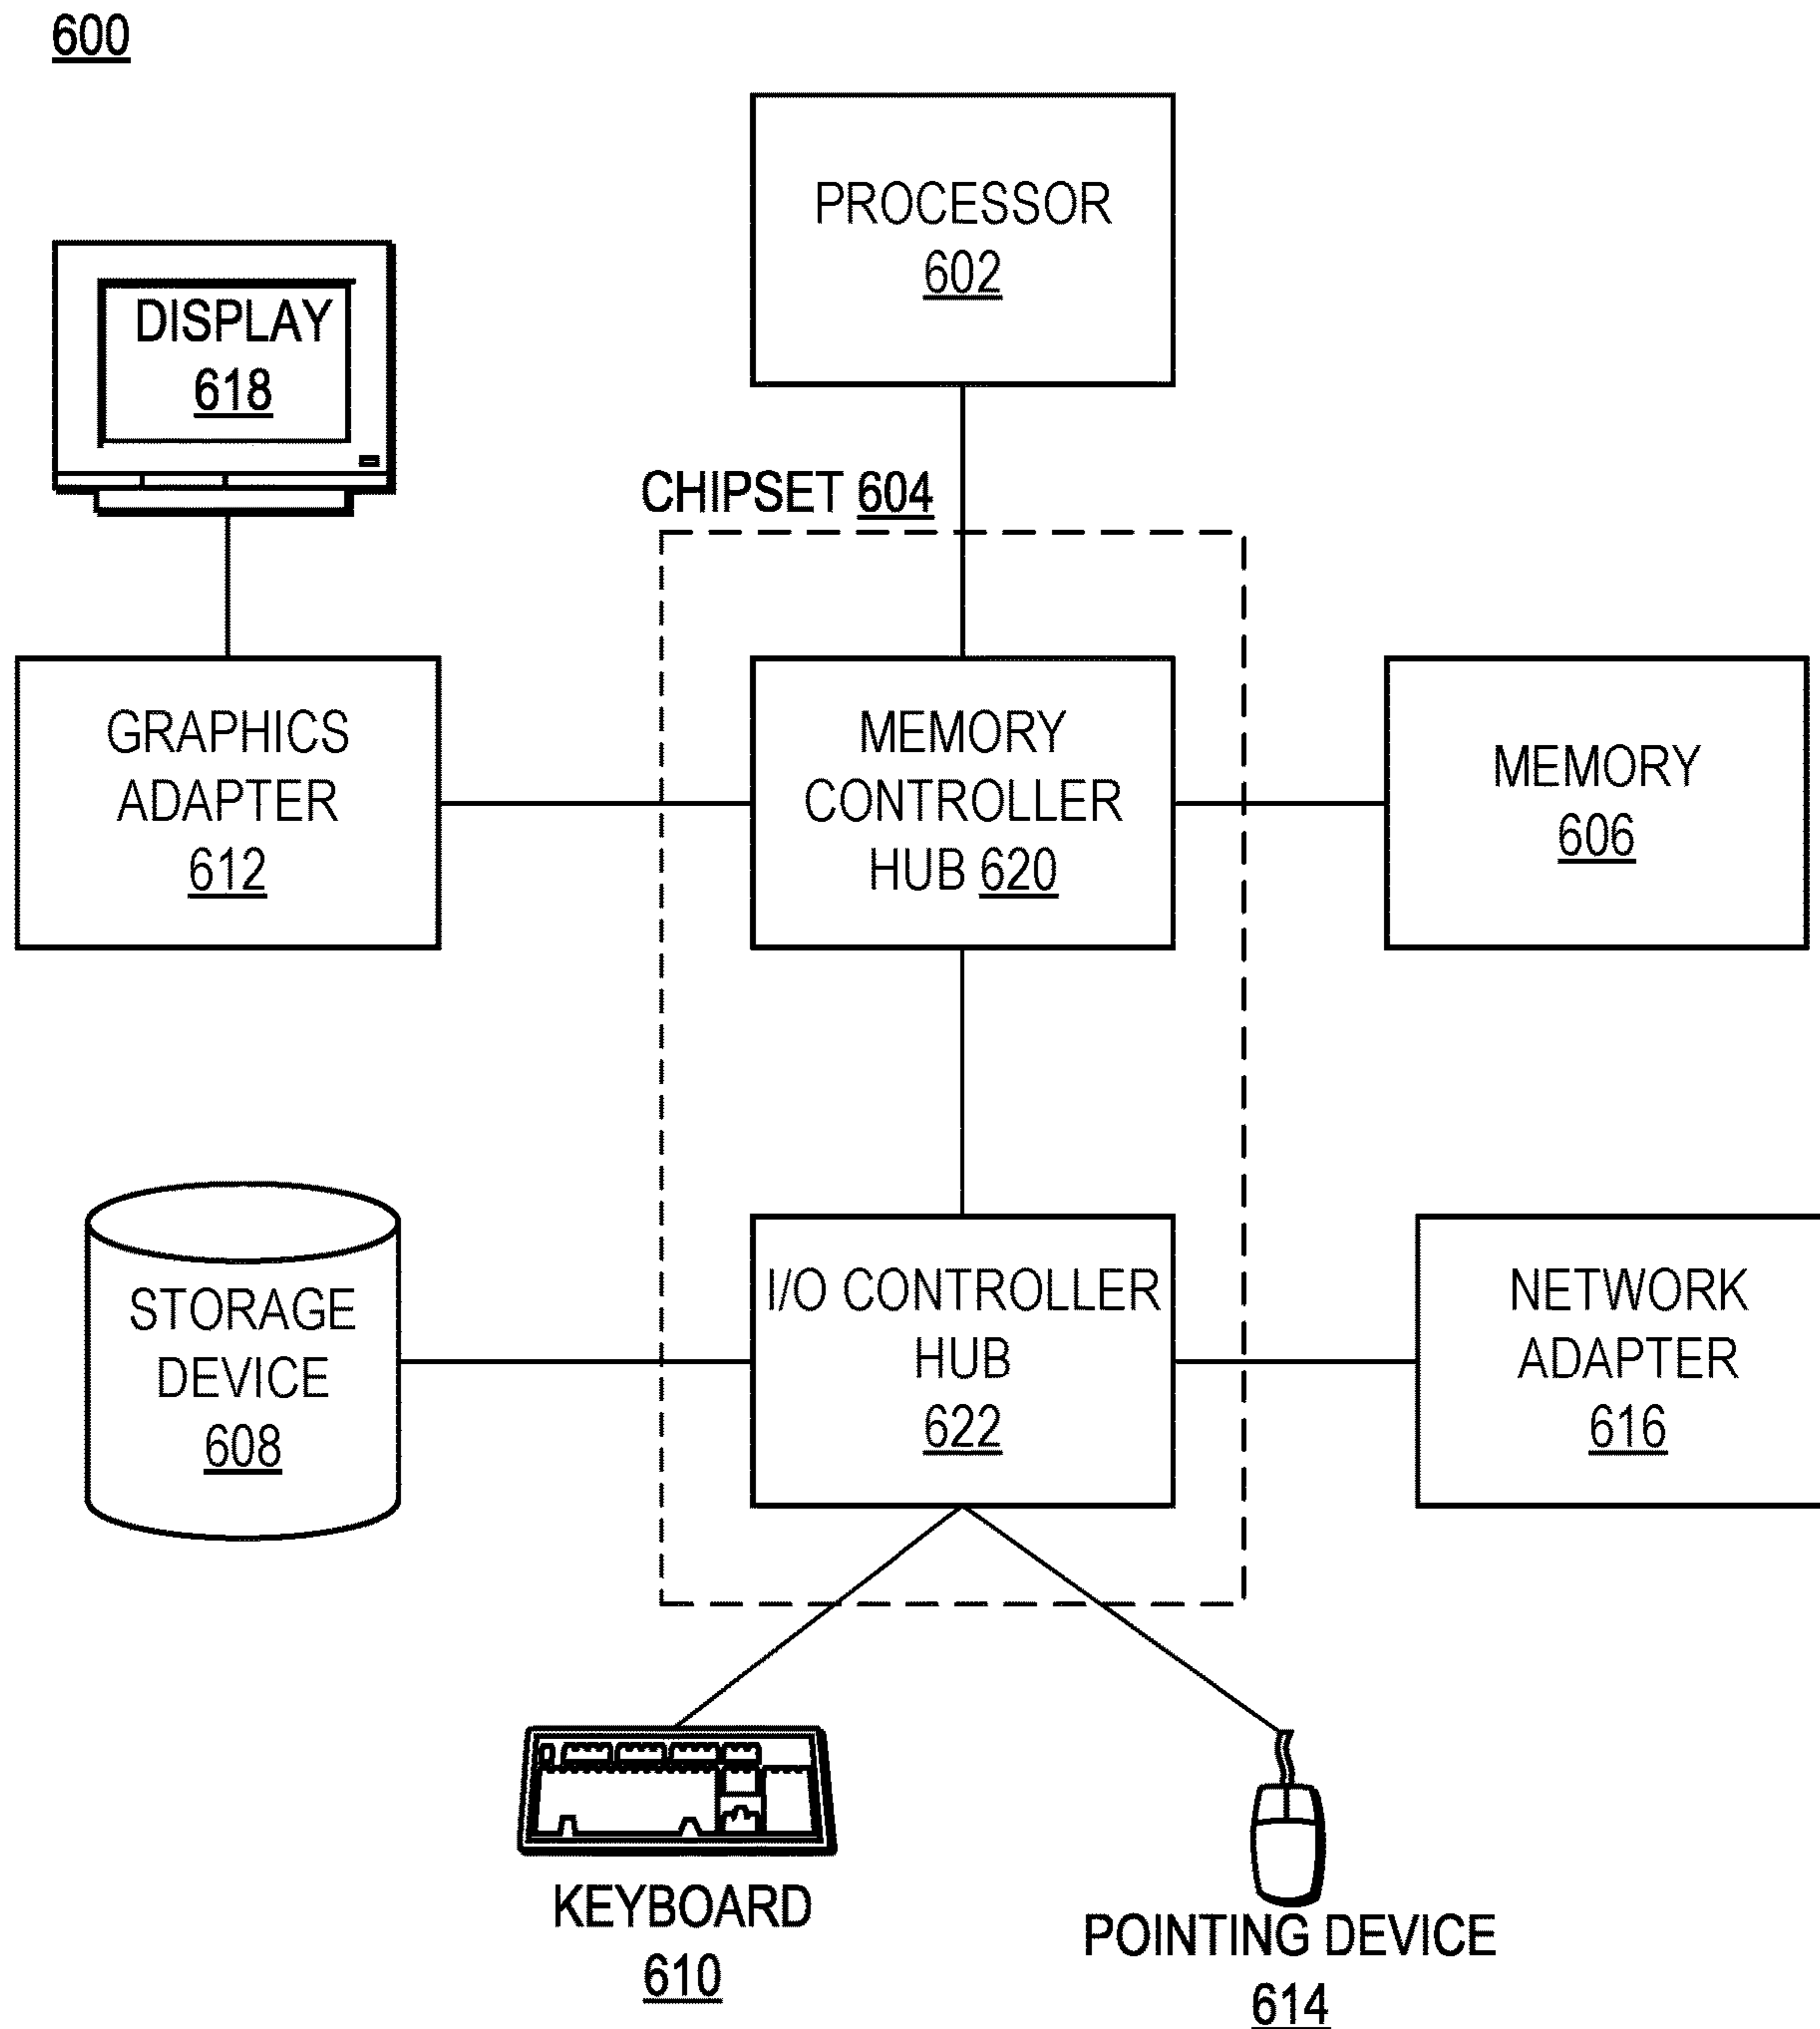 600
PROCESSOR
602
DISPLAY
618
CHIPSET 604
GRAPHICS
ADAPTER
612
MEMORY
CONTROLLER
HUB 620
MEMORY
606
STORAGE
DEVICE
608
I/O CONTROLLER
HUB
622
NETWORK
ADAPTER
616
KEYBOARD
610
POINTING DEVICE
614